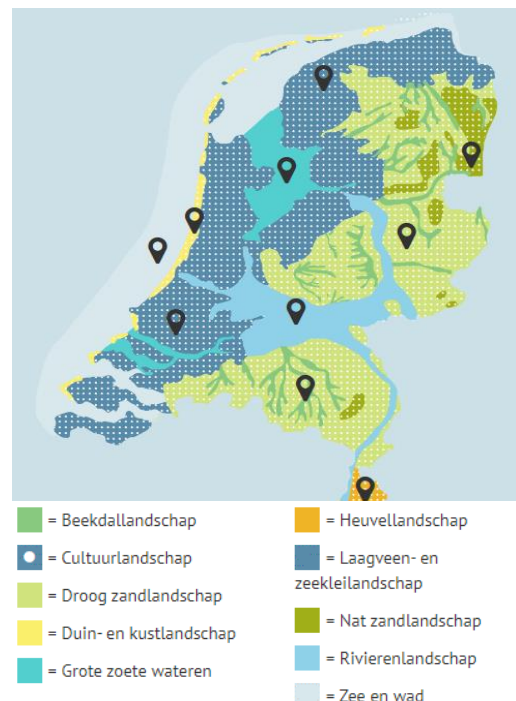 = Beekdallandschap
= Cultuurlandschap
= Droog zandlandschap
= Duin- en kustlandschap
= Grote zoete wateren
= Heuvellandschap
= Laagveen- en
zeekleilandschap
= Nat zandlandschap
= Rivierenlandschap
= Zee en wad